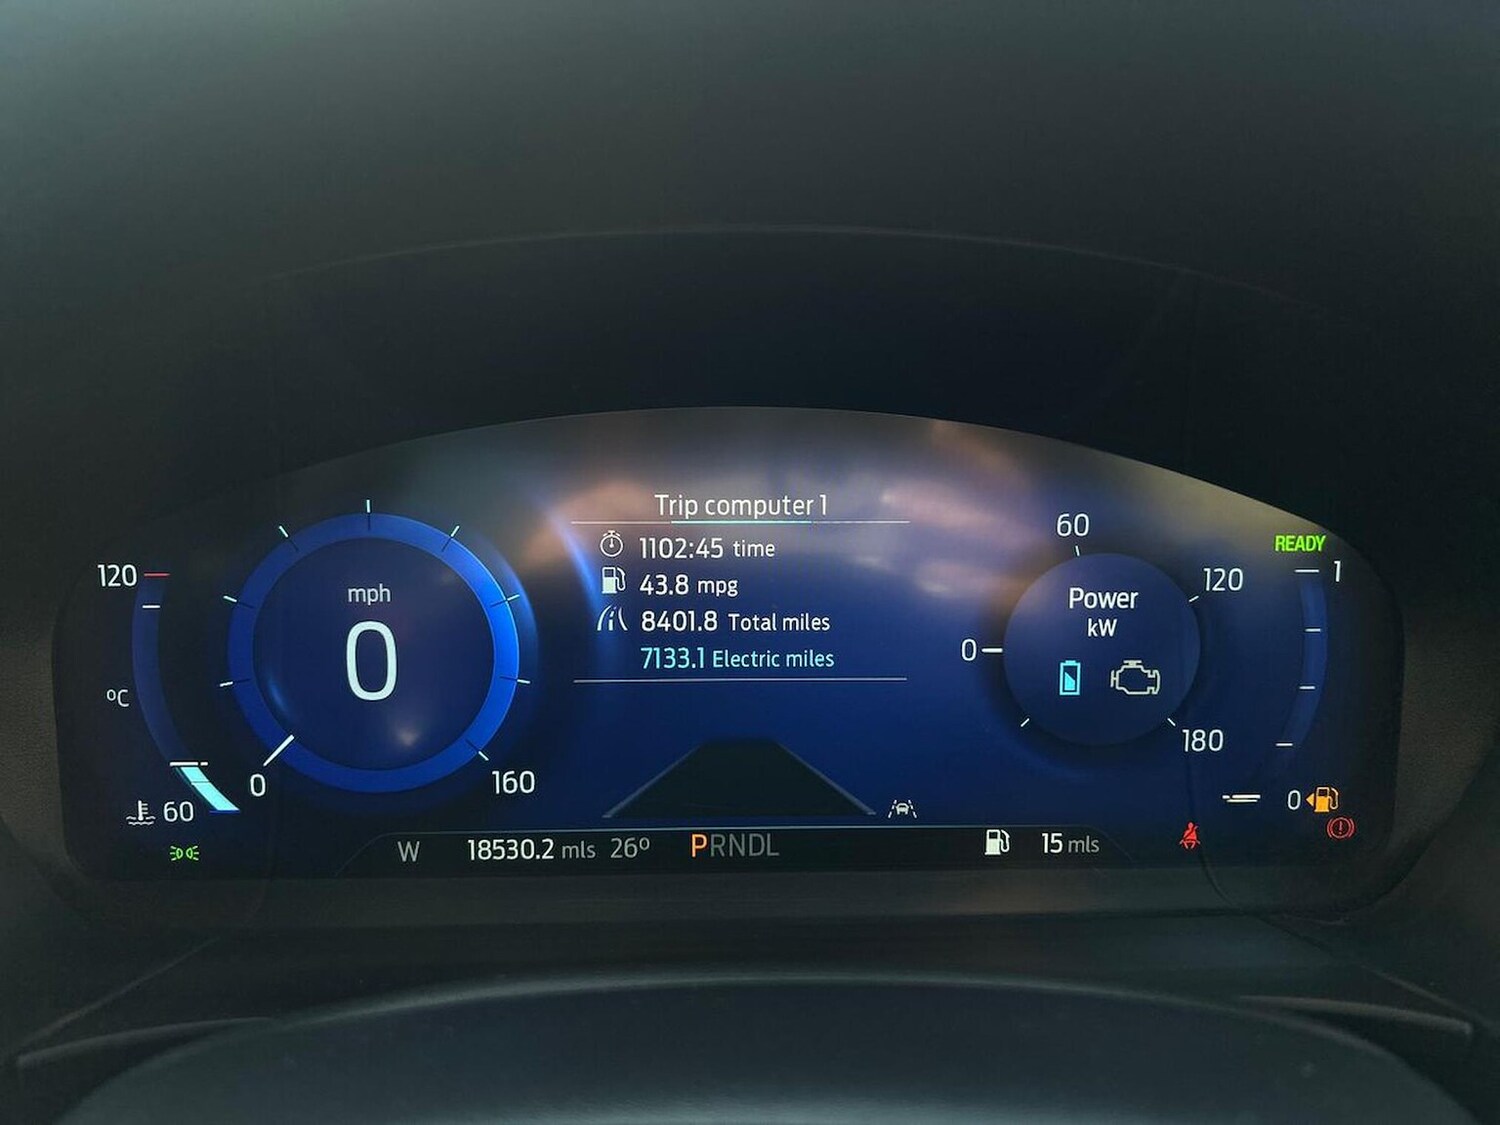 Trip computer 1
1102:45 time
43.8 mpg
8401.8 Total miles
7133.1 Electric miles
120
ºC
60
mph
0
0
160
60
0
120
180
Power
kW
READY
1
0
W 18530.2 mls 26º PRNDL 15 mls